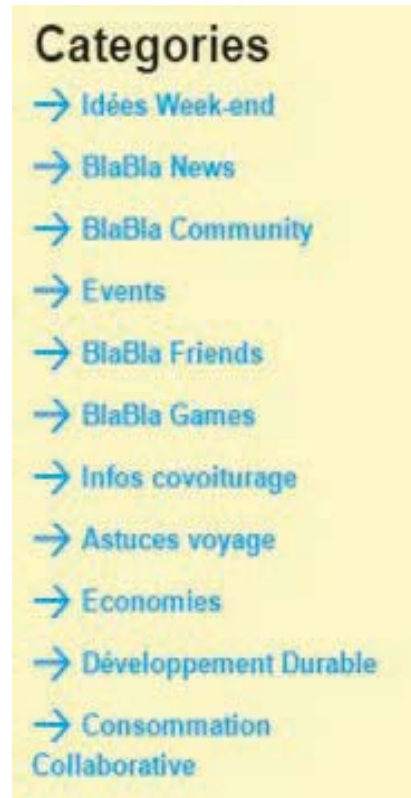 Categories
→ Idées Week-end
→ BlaBla News
→ BlaBla Community
→ Events
→ BlaBla Friends
→ BlaBla Games
→ Infos covoiturage
→ Astuces voyage
→ Economies
→ Développement Durable
→ Consommation
Collaborative